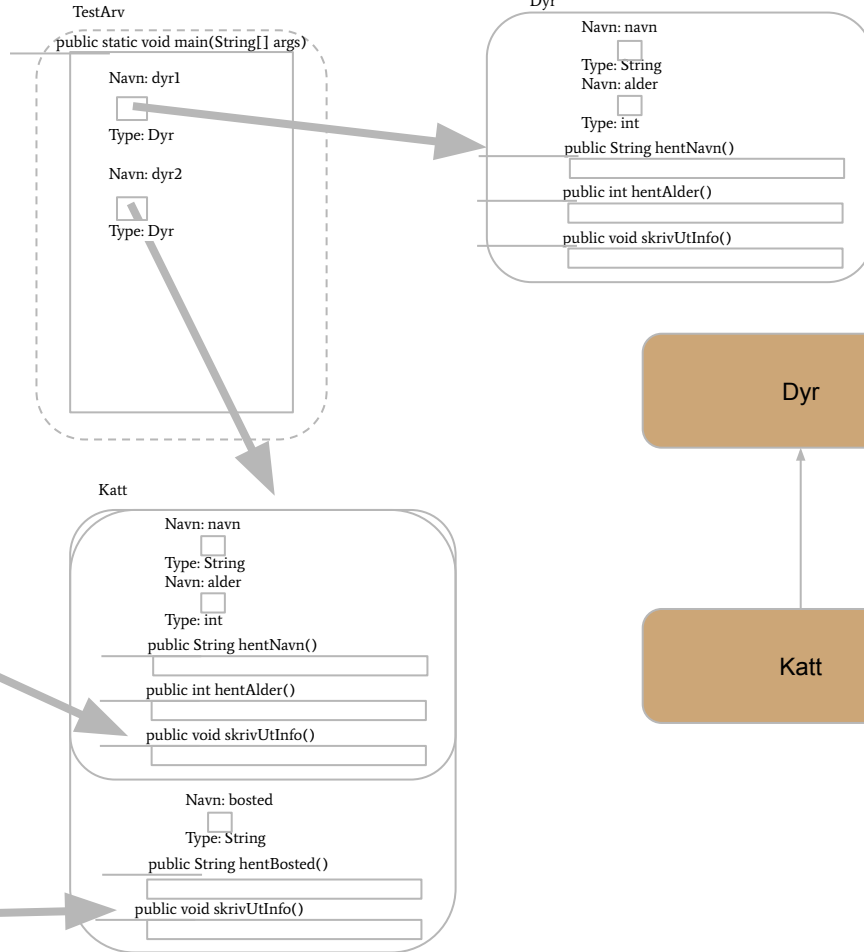 TestArv
public static void main(String[] args)
Navn: dyr1
Type: Dyr
Navn: dyr2
Type: Dyr
Dyr
Navn: navn
Type: String
Navn: alder
Type: int
public String hentNavn()
public int hentAlder()
public void skrivUtInfo()
Dyr
Katt
Katt
Navn: navn
Type: String
Navn: alder
Type: int
public String hentNavn()
public int hentAlder()
public void skrivUtInfo()
Navn: bosted
Type: String
public String hentBosted()
public void skrivUtInfo()